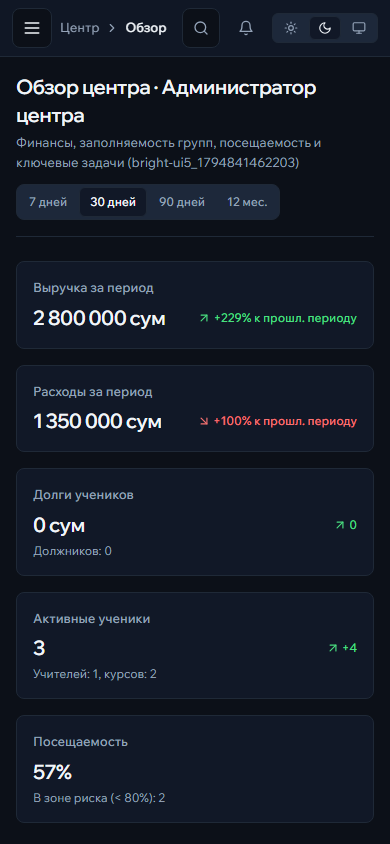 Центр > Обзор
Обзор центра · Администратор
центра
Финансы, заполняемость групп, посещаемость и
ключевые задачи (bright-ui5_1794841462203)
7 дней 30 дней 90 дней 12 мес.
Выручка за период
2 800 000 сум +229% к прошл. периоду
Расходы за период
1 350 000 сум +100% к прошл. периоду
Долги учеников
0 сум 0
Должников: 0
Активные ученики
3 +4
Учителей: 1, курсов: 2
Посещаемость
57%
В зоне риска (< 80%): 2